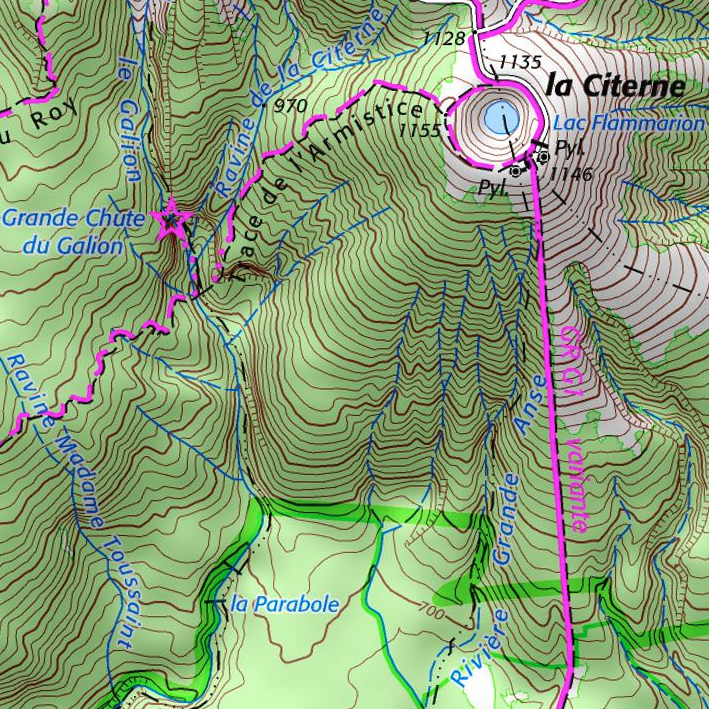 1128
1135
la Citerne
Lac Flammarion
le Galion
Ravine de la Citerne
970
Trace de l'Armistice
1155
Pyl.
1146
Pyl.
u Roy
Grande Chute
du Galion
GR G1 variante
Ravine Madame Toussaint
Rivière Grande Anse
la Parabole
700